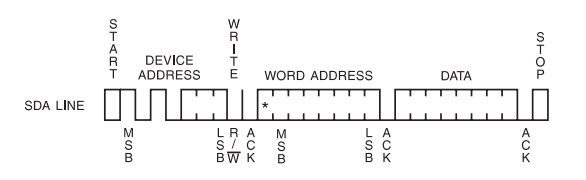 START
DEVICE
ADDRESS
WRITE
WORD ADDRESS
DATA
STOP
SDA LINE
*
MSB
LSB
R/W
ACK
MSB
LSB
ACK
ACK